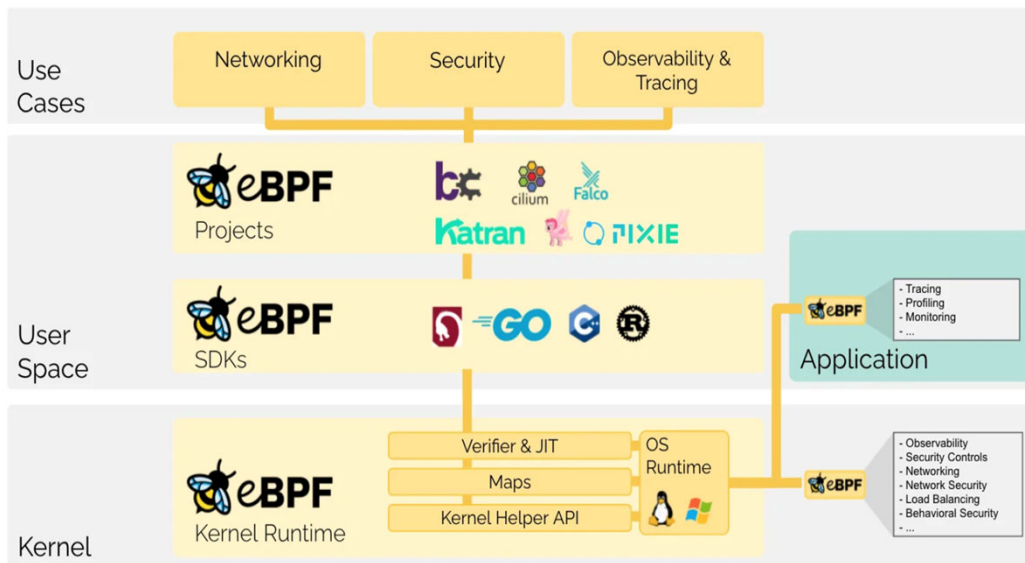 Use
Cases
Networking
Security
Observability &
Tracing
eBPF
Projects
bcc
cilium
Falco
Katran
PIXIE
User
Space
eBPF
SDKs
GO
C++
R
eBPF
- Tracing
- Profiling
- Monitoring
- ...
Application
Kernel
eBPF
Kernel Runtime
Verifier & JIT
Maps
Kernel Helper API
OS
Runtime
eBPF
- Observability
- Security Controls
- Networking
- Network Security
- Load Balancing
- Behavioral Security
- ...